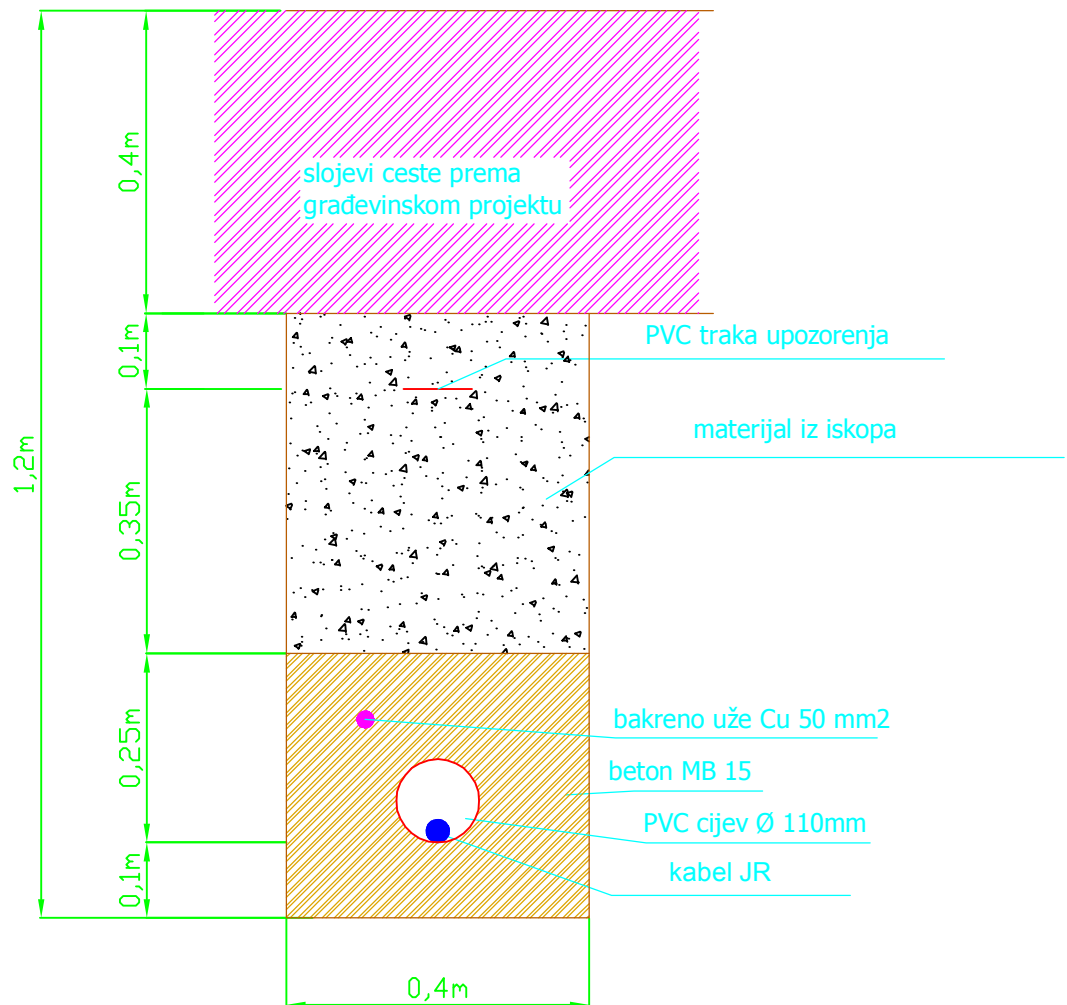 0,4m
slojevi ceste prema
građevinskom projektu
0,1m
PVC traka upozorenja
materijal iz iskopa
1,2m
0,35m
bakreno uže Cu 50 mm2
0,25m
beton MB 15
PVC cijev Ø 110mm
kabel JR
0,1m
0,4m